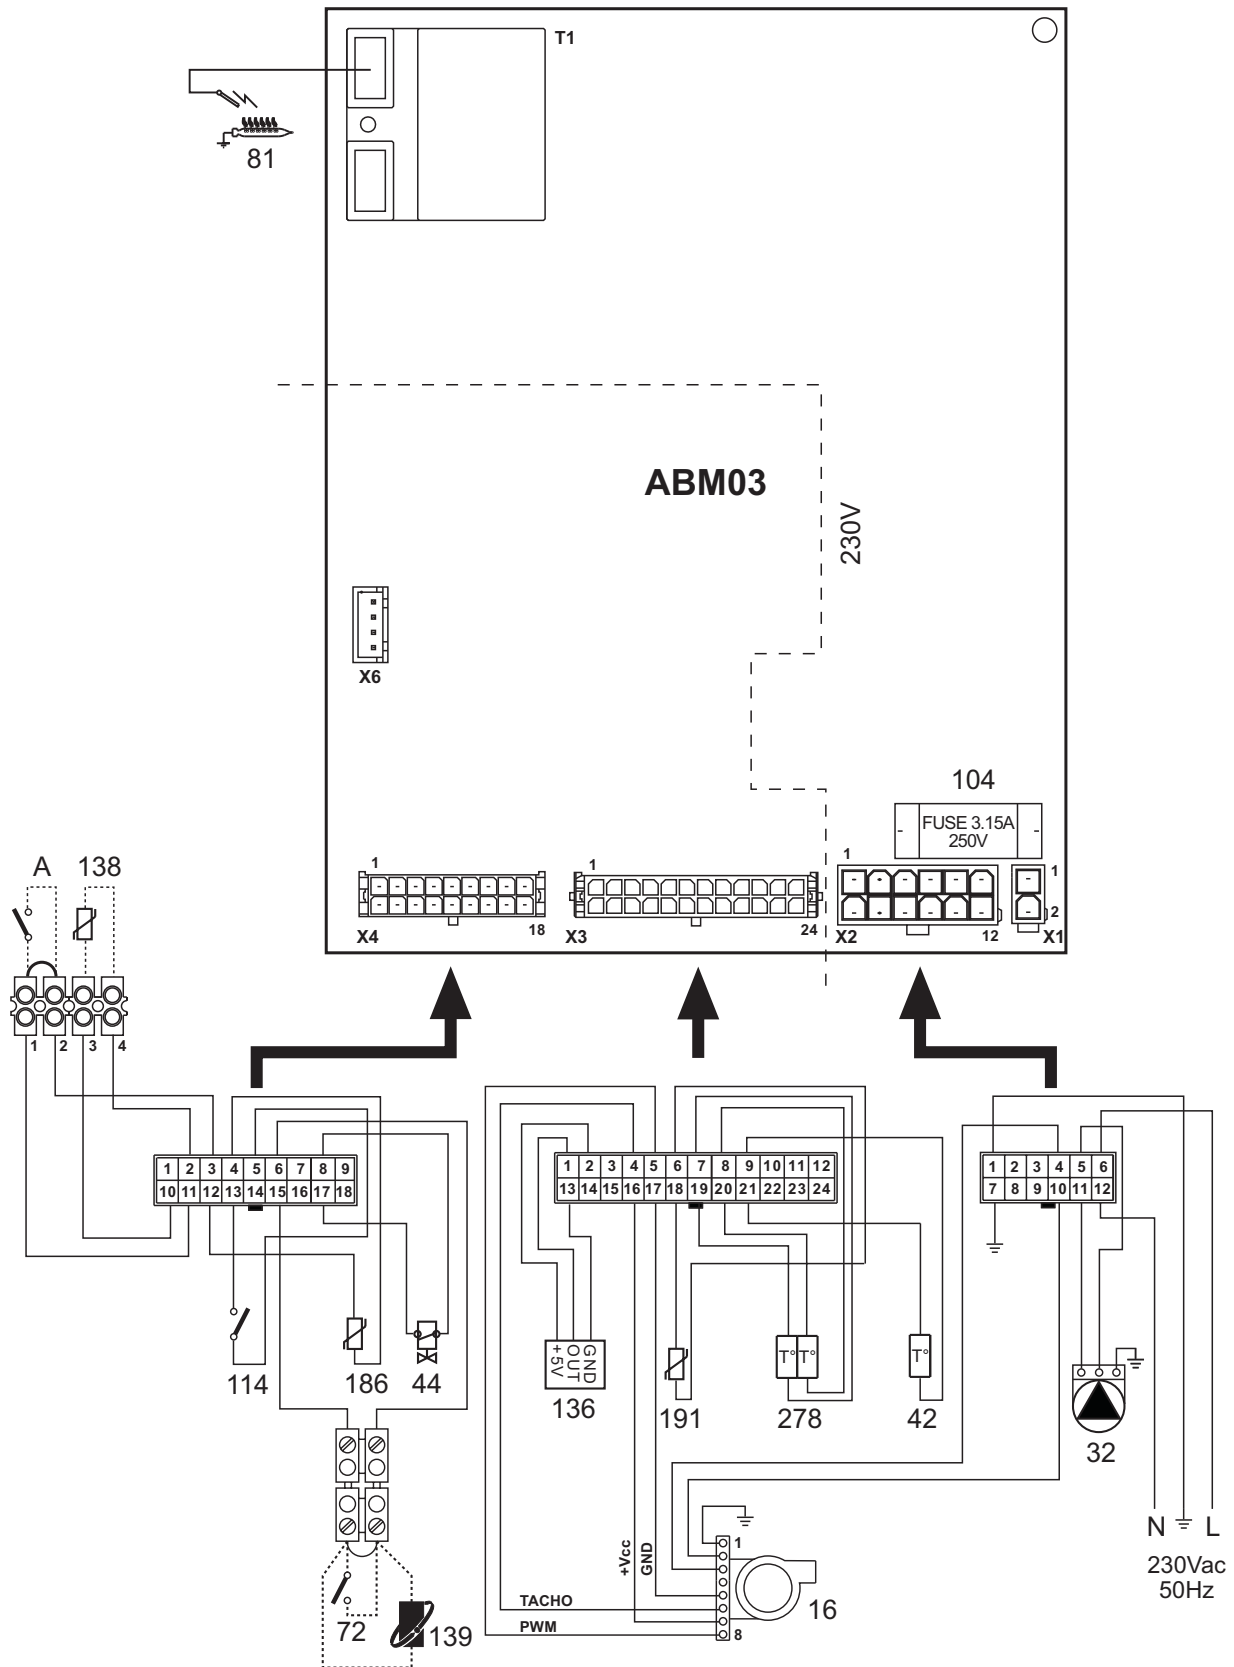 T1
81
ABM03
230V
X6
104
FUSE 3.15A
250V
A 138
1 1 1 1
2
18 24 12
X4 X3 X2 X1
1 2 3 4
1 2 3 4 5 6 7 8 9
10 11 12 13 14 15 16 17 18
1 2 3 4 5 6 7 8 9 10 11 12
13 14 15 16 17 18 19 20 21 22 23 24
1 2 3 4 5 6
7 8 9 10 11 12
114 186 44
+5V
OUT
GND
136
191
278
T° T°
T°
42
32
N L
230Vac
50Hz
+Vcc
GND
TACHO
PWM
1
8
16
72
139